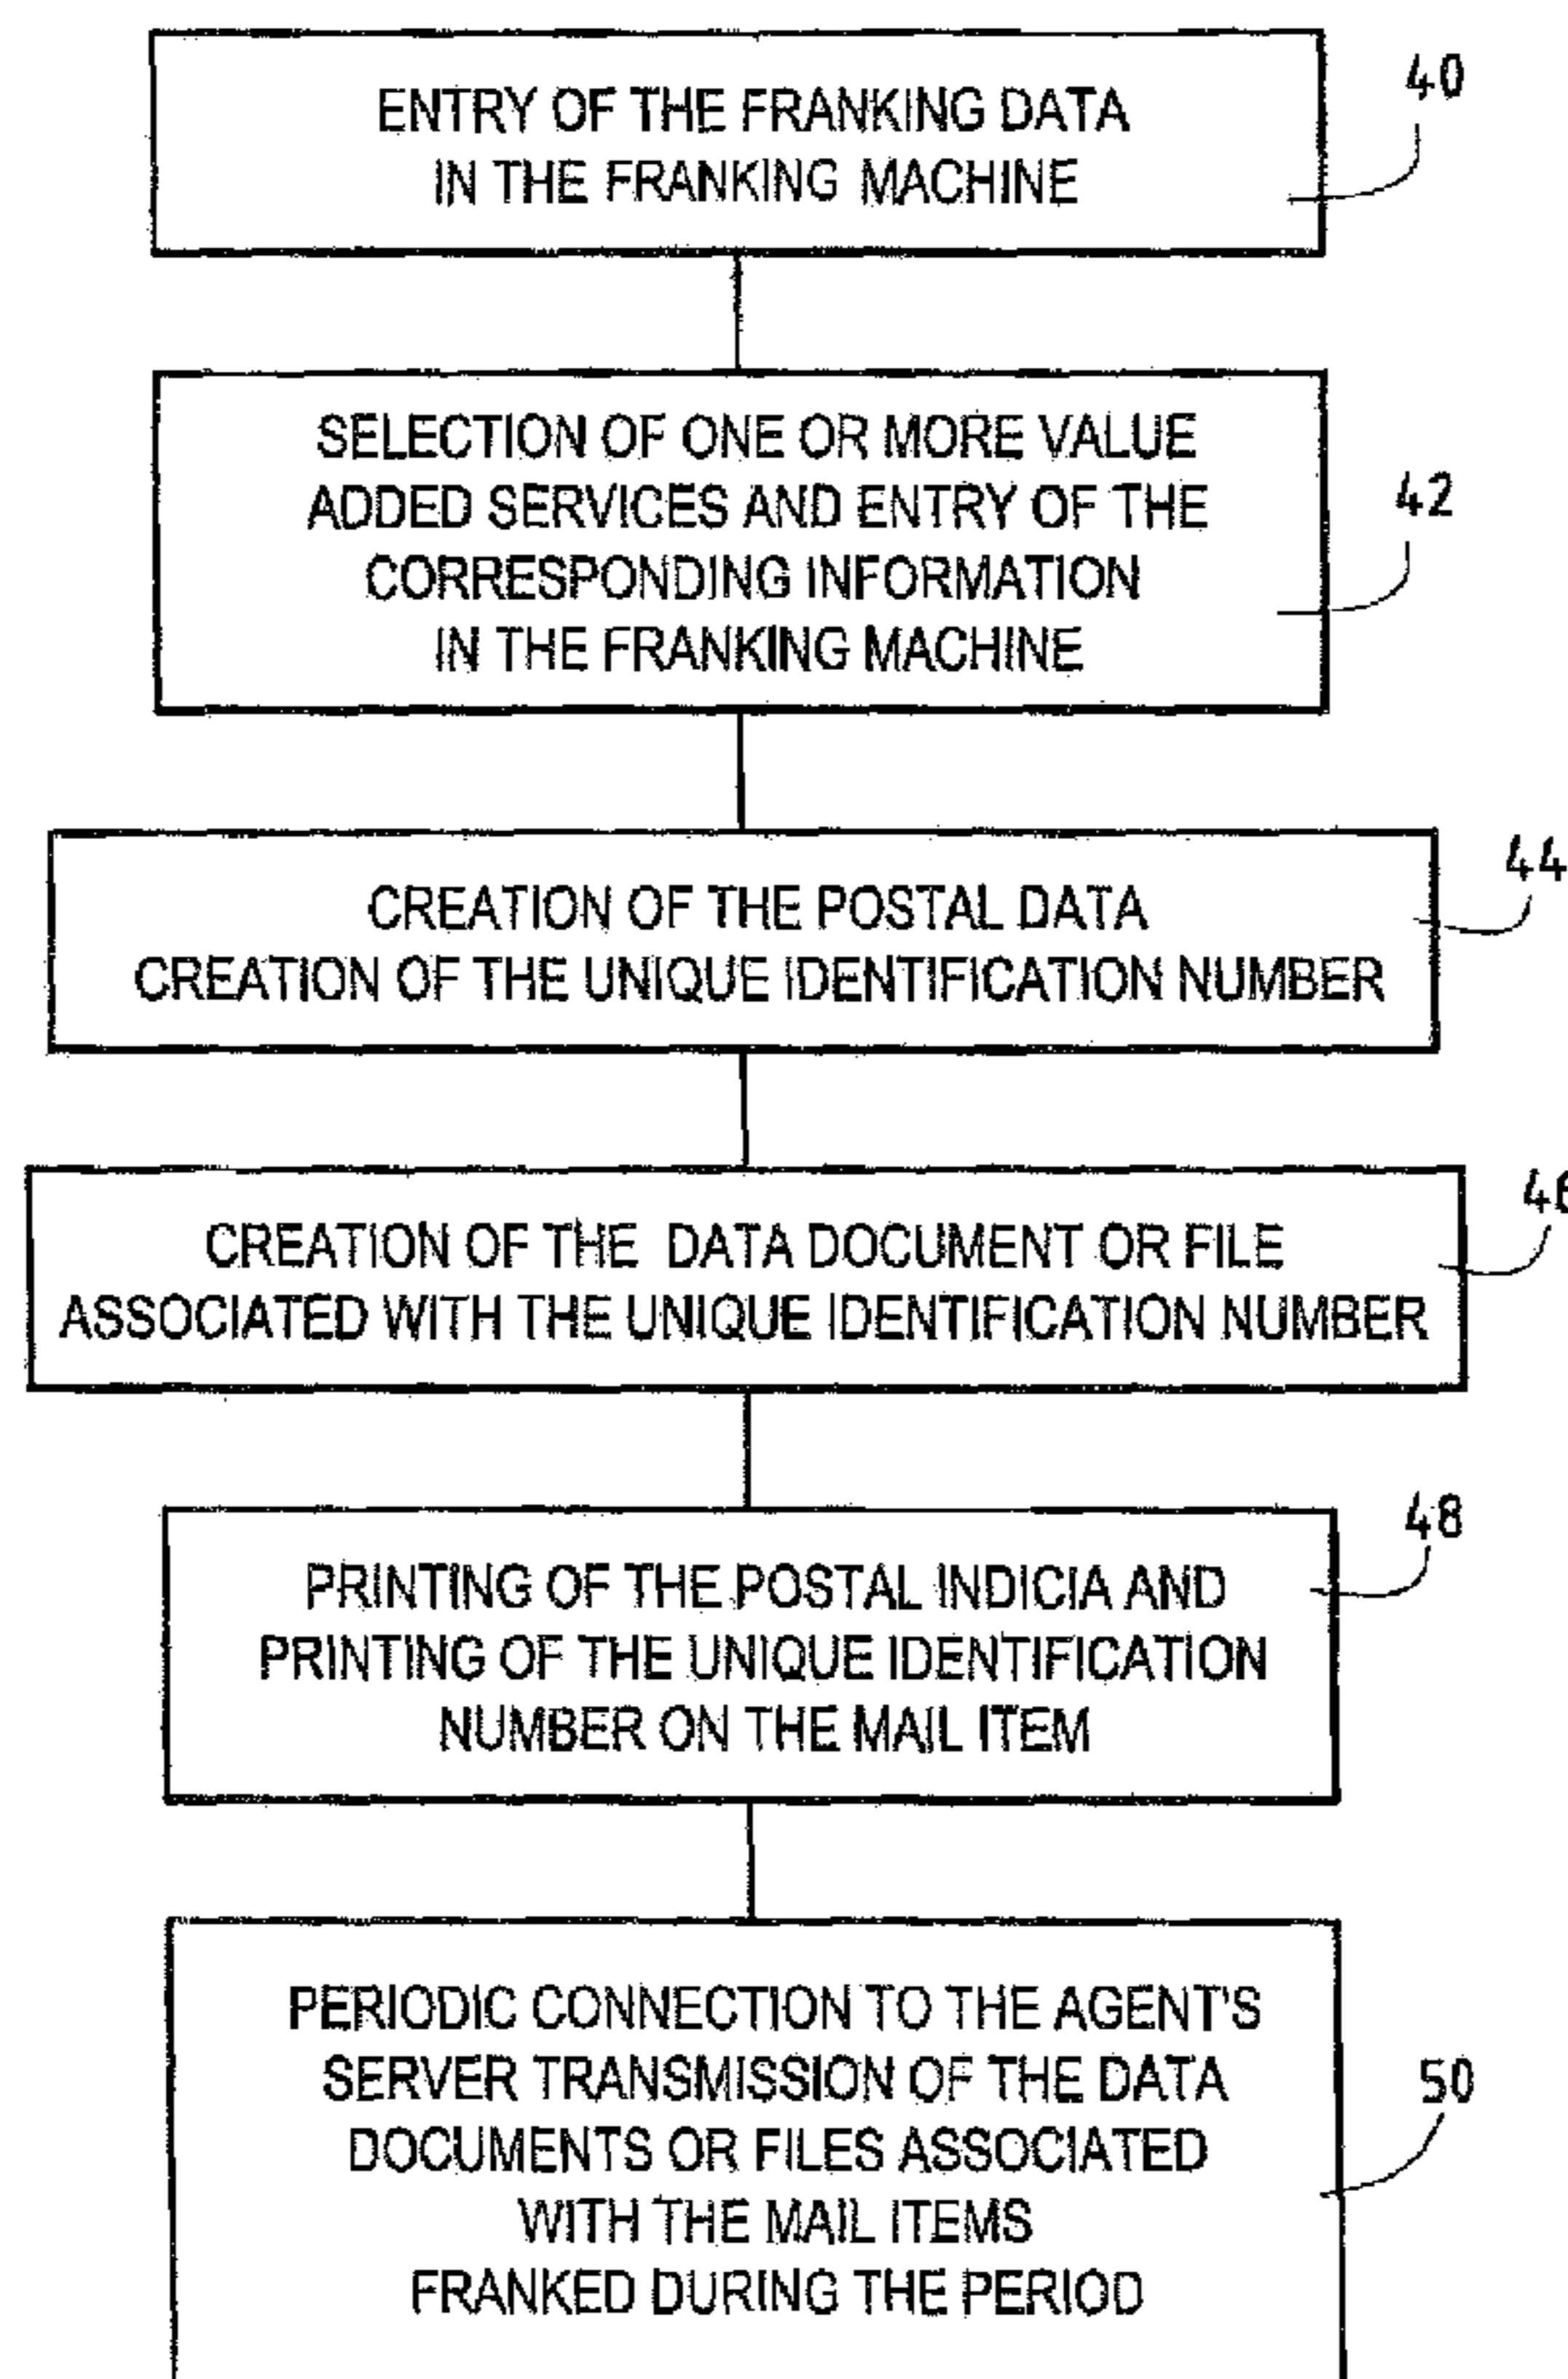 ENTRY OF THE FRANKING DATA
IN THE FRANKING MACHINE
40
SELECTION OF ONE OR MORE VALUE
ADDED SERVICES AND ENTRY OF THE
CORRESPONDING INFORMATION
IN THE FRANKING MACHINE
42
CREATION OF THE POSTAL DATA
CREATION OF THE UNIQUE IDENTIFICATION NUMBER
44
CREATION OF THE DATA DOCUMENT OR FILE
ASSOCIATED WITH THE UNIQUE IDENTIFICATION NUMBER
46
PRINTING OF THE POSTAL INDICIA AND
PRINTING OF THE UNIQUE IDENTIFICATION
NUMBER ON THE MAIL ITEM
48
PERIODIC CONNECTION TO THE AGENT'S
SERVER TRANSMISSION OF THE DATA
DOCUMENTS OR FILES ASSOCIATED
WITH THE MAIL ITEMS
FRANKED DURING THE PERIOD
50